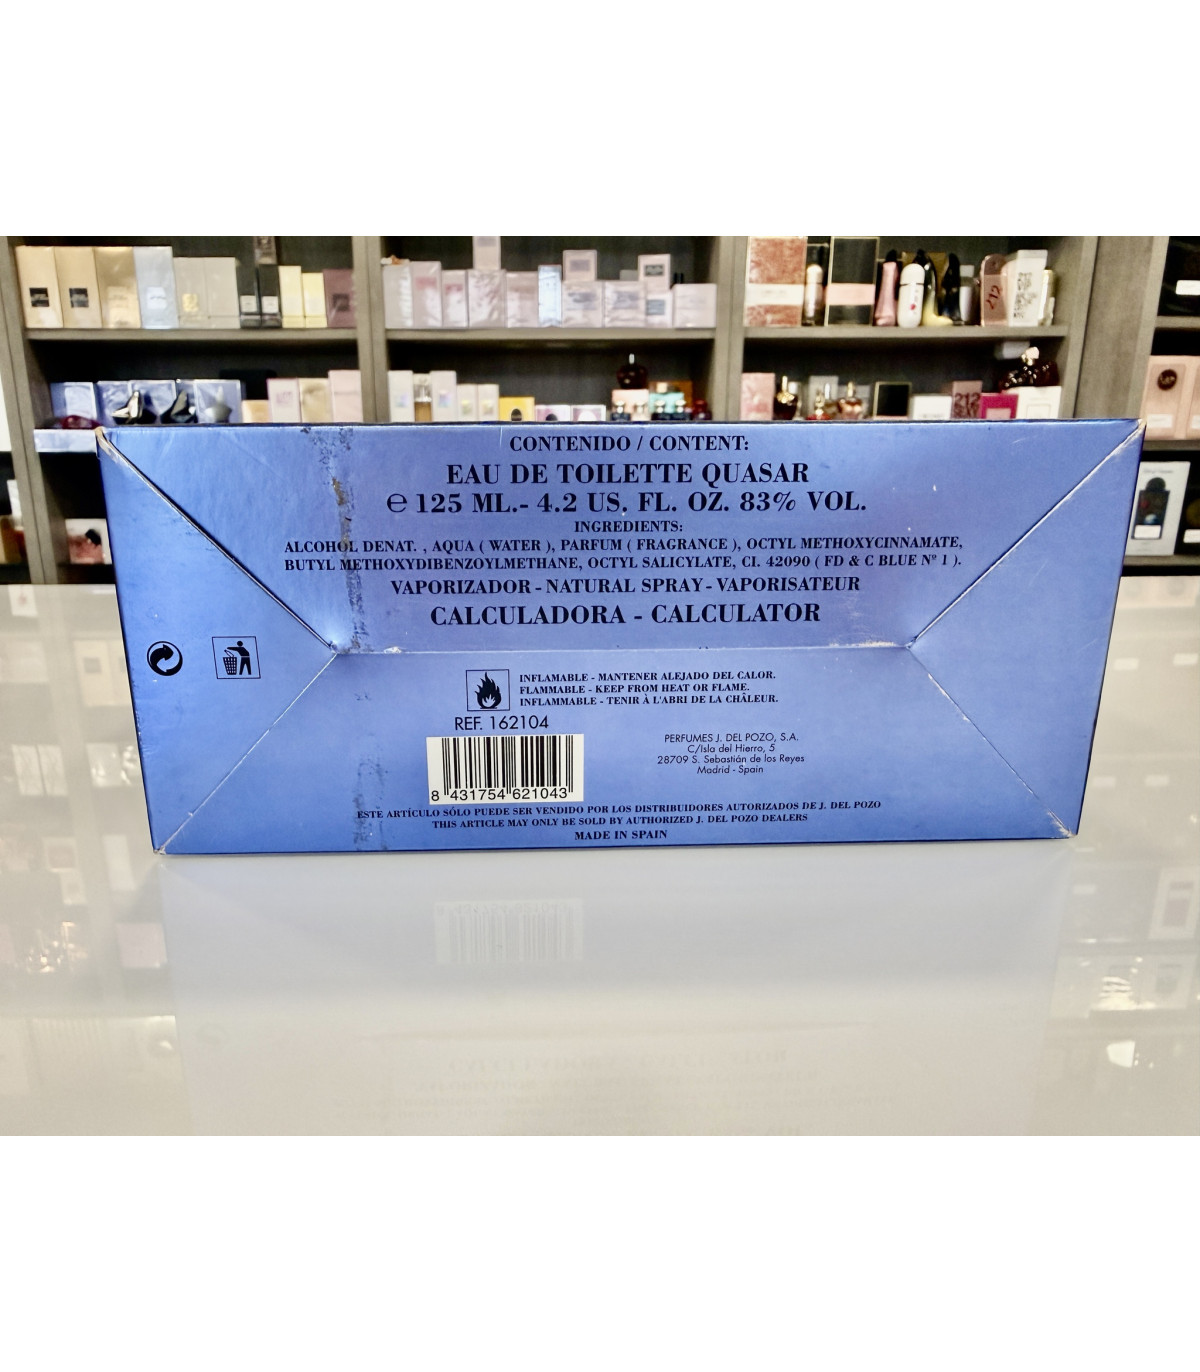 CONTENIDO / CONTENT:
EAU DE TOILETTE QUASAR
℮ 125 ML.- 4.2 US. FL. OZ. 83% VOL.
INGREDIENTS:
ALCOHOL DENAT. , AQUA ( WATER ), PARFUM ( FRAGRANCE ), OCTYL METHOXYCINNAMATE,
BUTYL METHOXYDIBENZOYLMETHANE, OCTYL SALICYLATE, CI. 42090 ( FD & C BLUE Nº 1 ).
VAPORIZADOR - NATURAL SPRAY - VAPORISATEUR
CALCULADORA - CALCULATOR
INFLAMABLE - MANTENER ALEJADO DEL CALOR.
FLAMMABLE - KEEP FROM HEAT OR FLAME.
INFLAMMABLE - TENIR À L'ABRI DE LA CHÂLEUR.
REF. 162104
8 431754 621043
PERFUMES J. DEL POZO, S.A.
C/Isla del Hierro, 5
28709 S. Sebastián de los Reyes
Madrid - Spain
ESTE ARTÍCULO SÓLO PUEDE SER VENDIDO POR LOS DISTRIBUIDORES AUTORIZADOS DE J. DEL POZO
THIS ARTICLE MAY ONLY BE SOLD BY AUTHORIZED J. DEL POZO DEALERS
MADE IN SPAIN
212
212